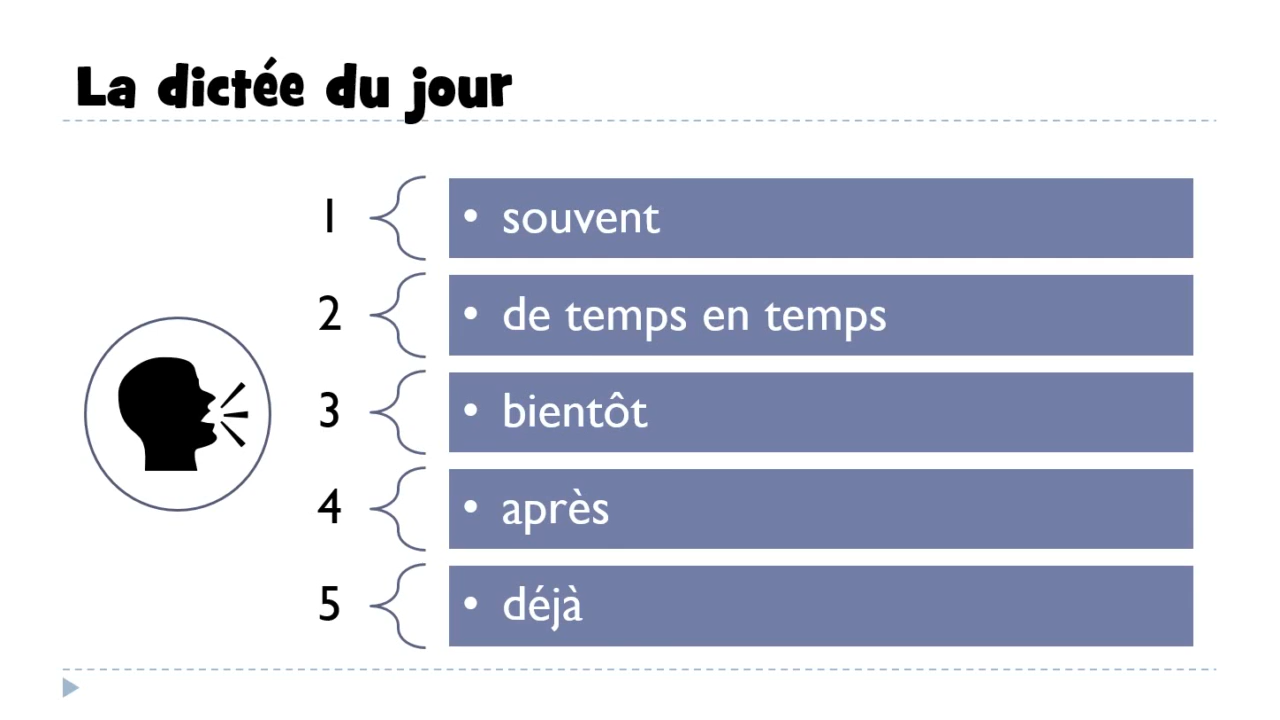 La dictée du jour
1 • souvent
2 • de temps en temps
3 • bientôt
4 • après
5 • déjà